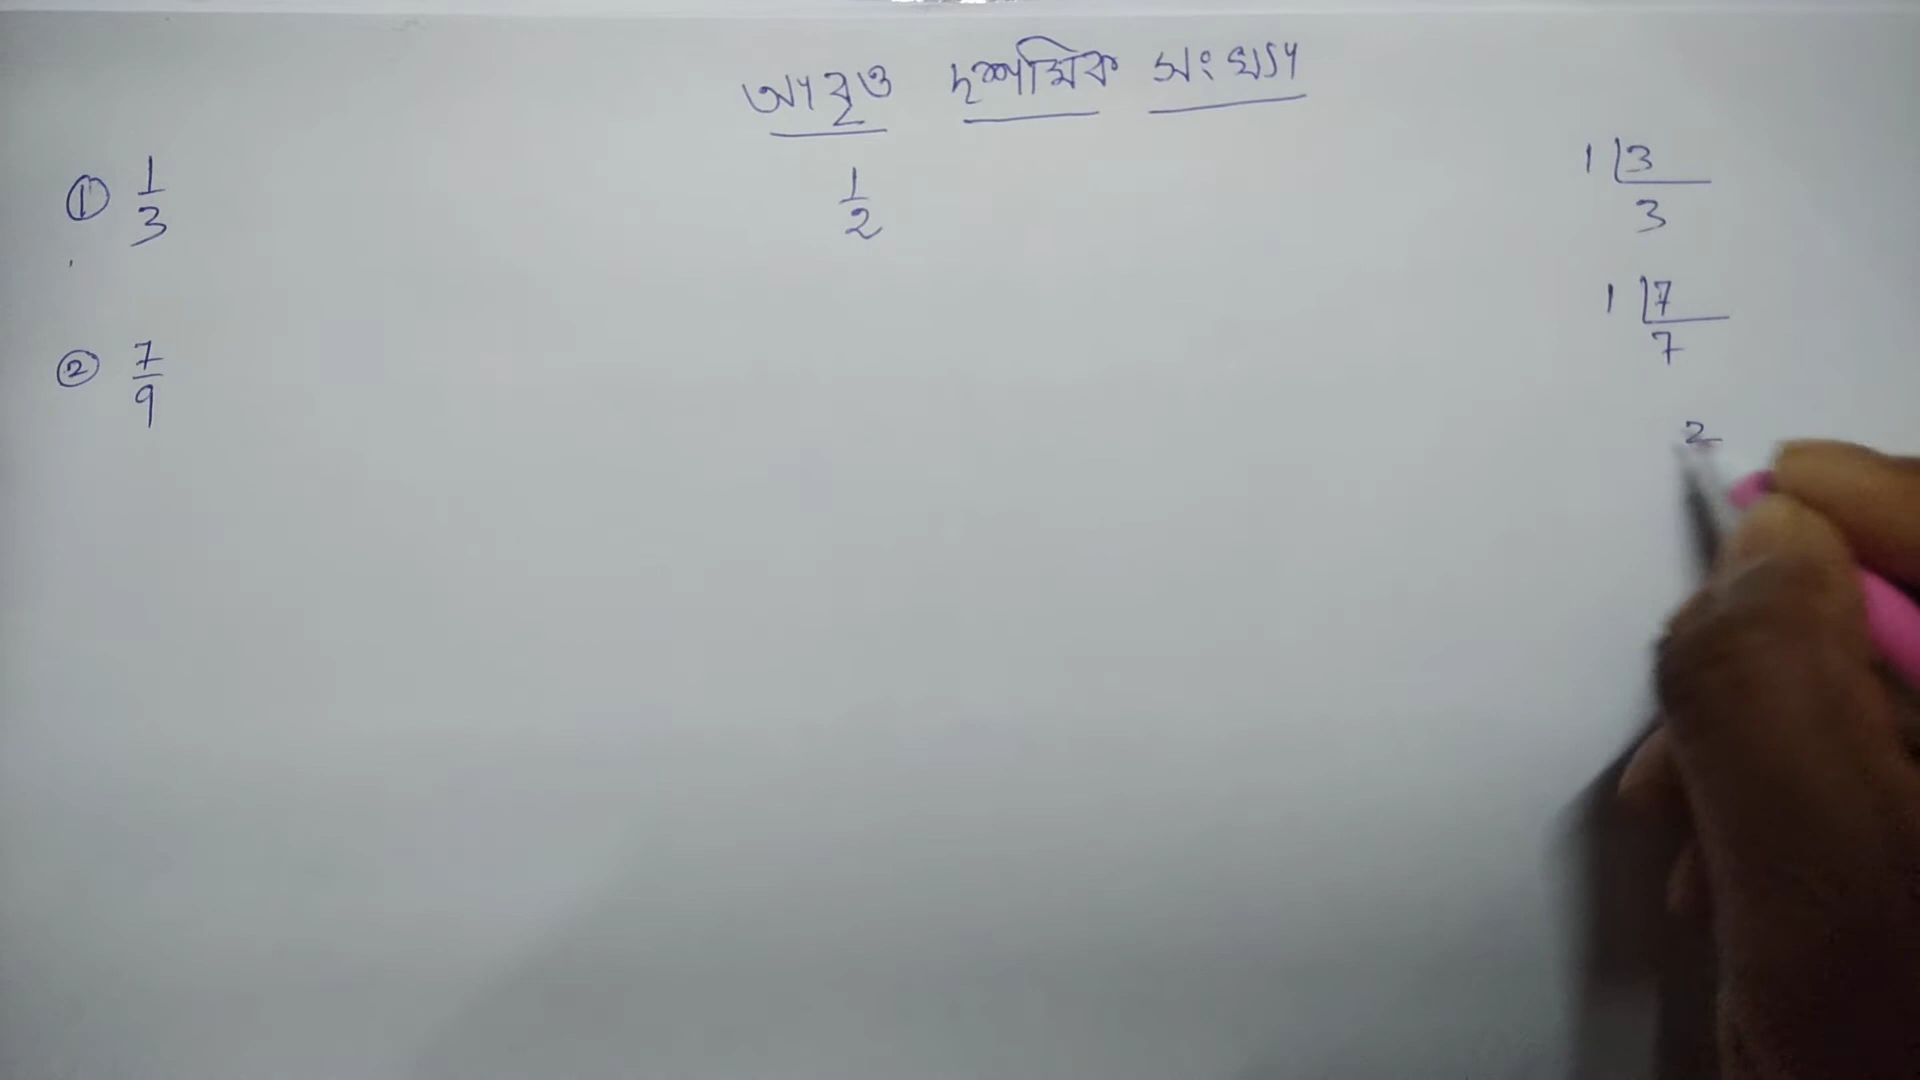 আবৃত দশমিক সংখ্যা
① 1/3
1/2
② 7/9
1 | 3
3
1 | 7
7
2